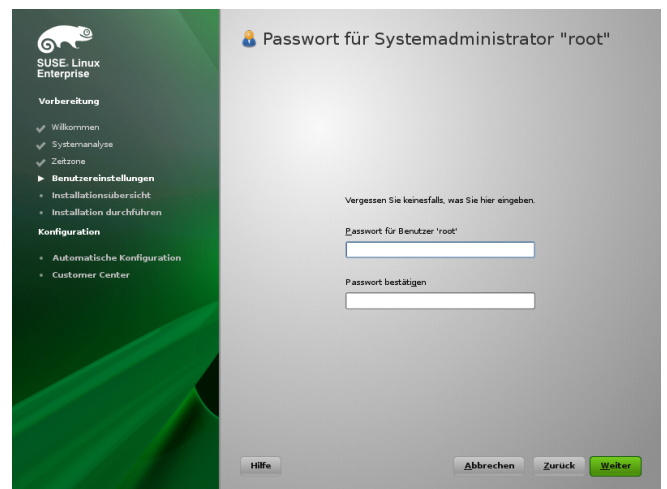 SUSE. Linux
Enterprise
Vorbereitung
Willkommen
Systemanalyse
Zeitzone
Benutzereinstellungen
Installationsübersicht
Installation durchführen
Konfiguration
Automatische Konfiguration
Customer Center
Passwort für Systemadministrator "root"
Vergessen Sie keinesfalls, was Sie hier eingeben.
Passwort für Benutzer 'root'
Passwort bestätigen
Hilfe
Abbrechen
Zurück
Weiter